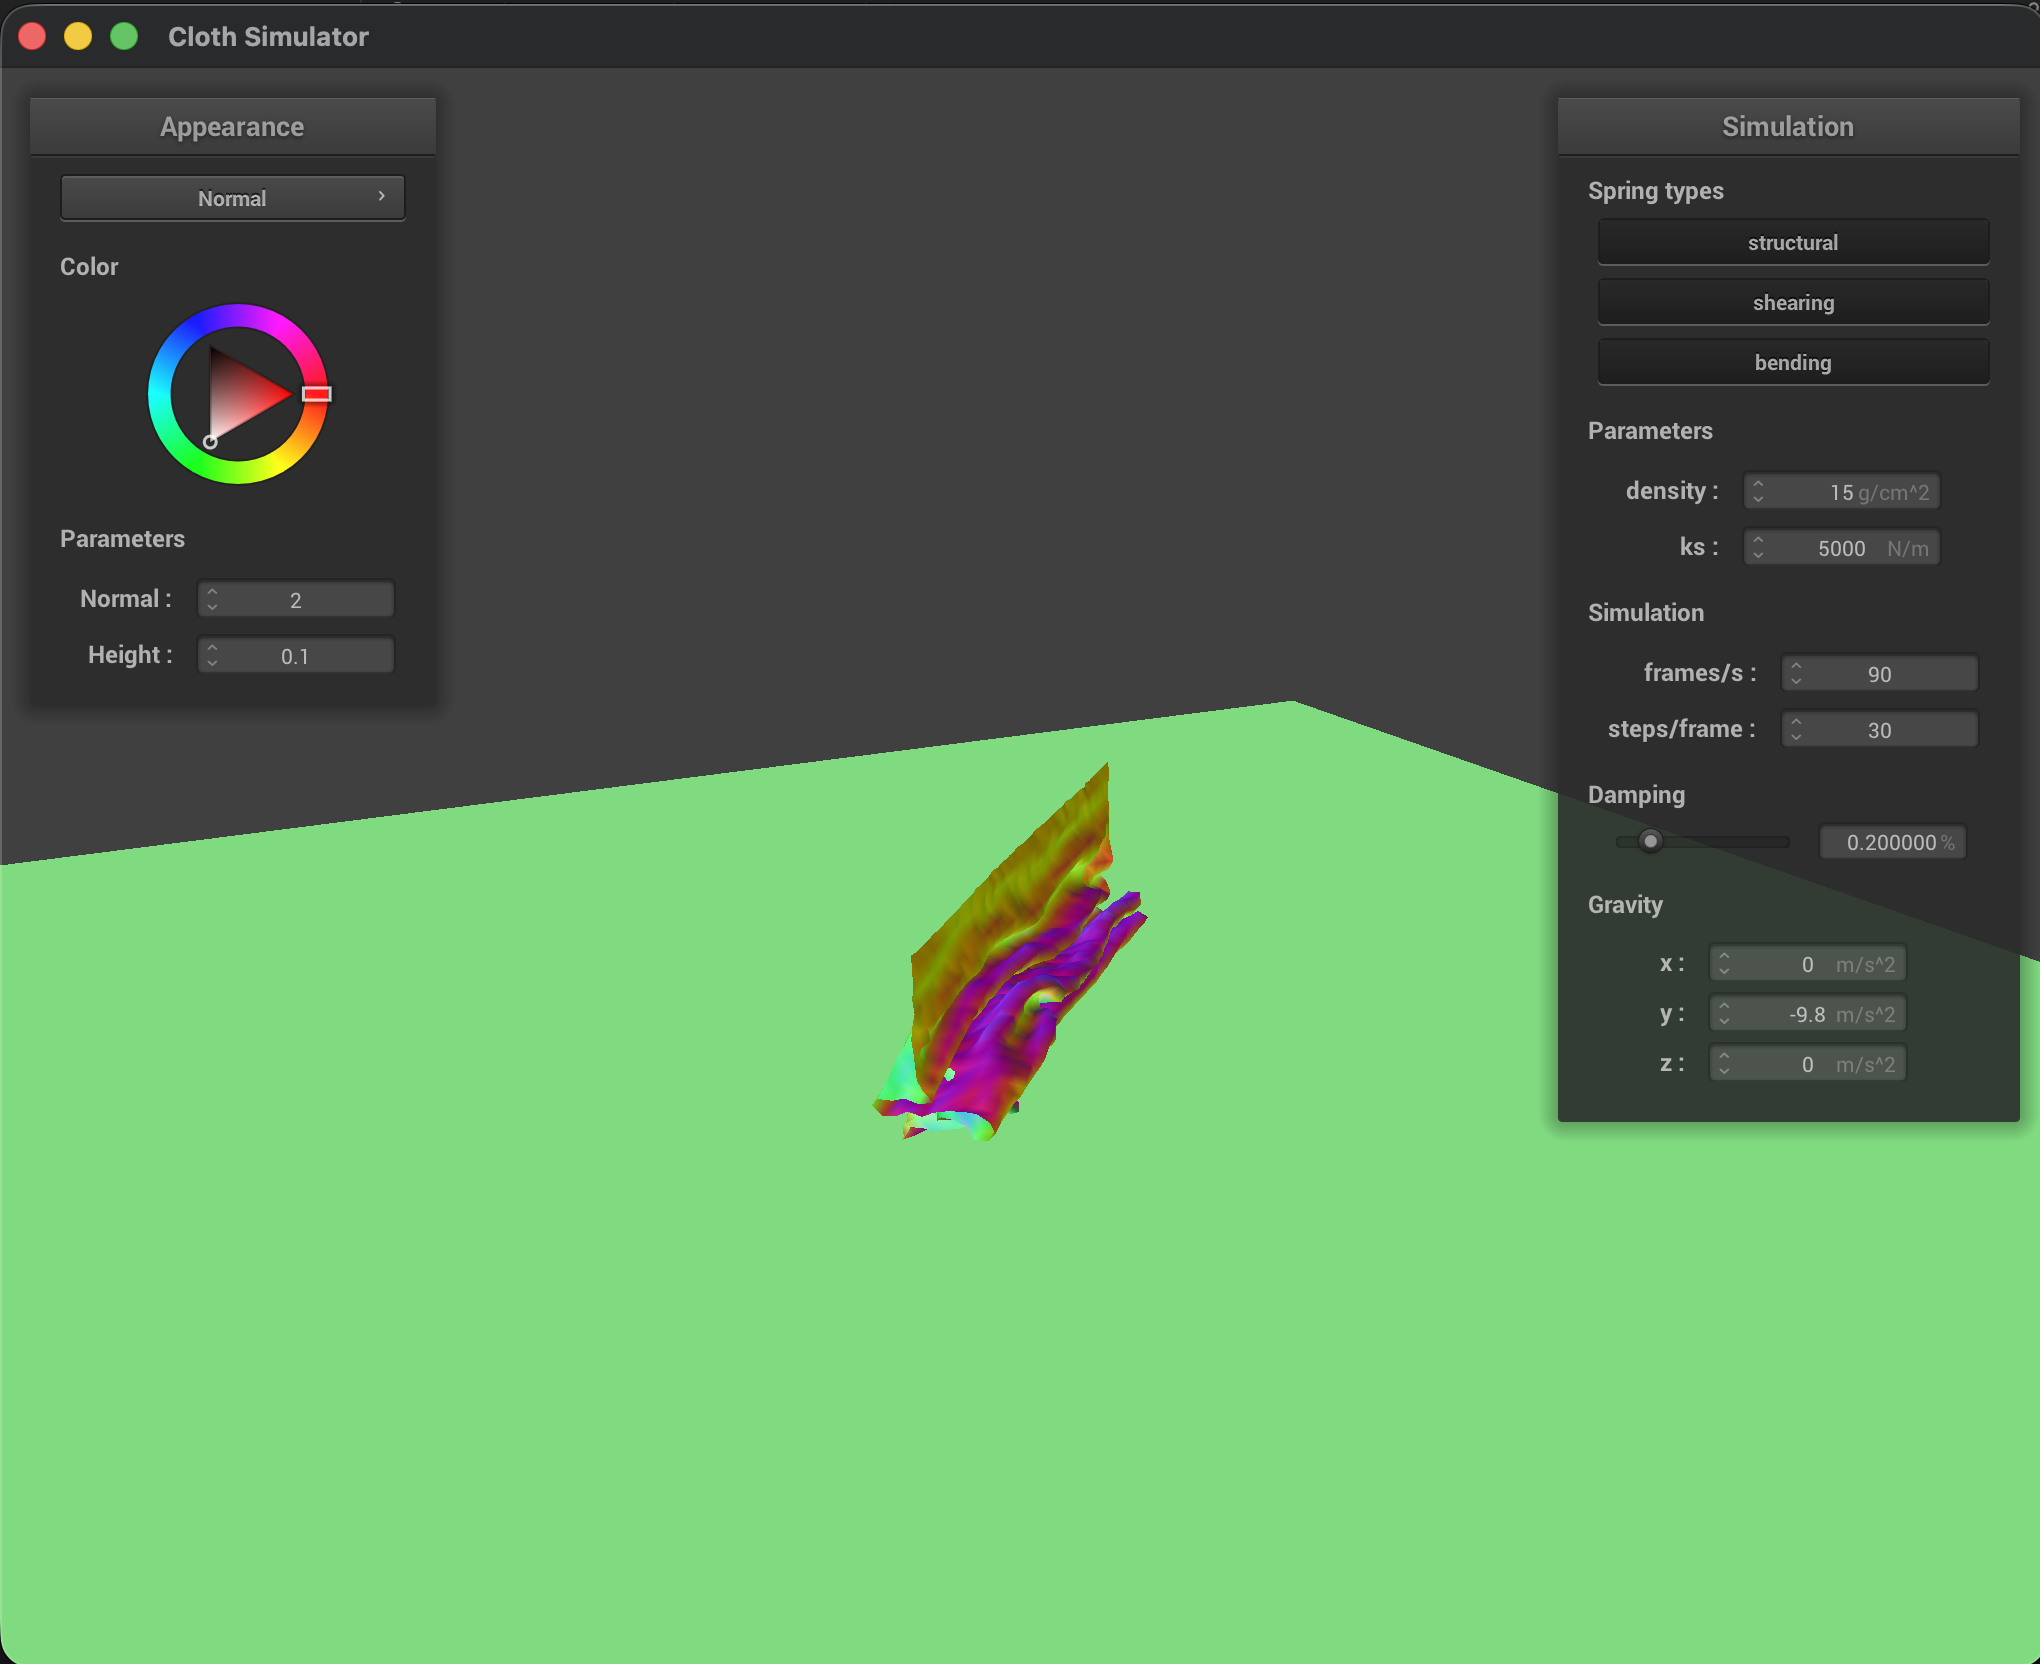 Cloth Simulator
Appearance
Normal
Color
Parameters
Normal : 2
Height : 0.1
Simulation
Spring types
structural
shearing
bending
Parameters
density : 15 g/cm^2
ks : 5000 N/m
Simulation
frames/s : 90
steps/frame : 30
Damping
0.200000 %
Gravity
x : 0 m/s^2
y : -9.8 m/s^2
z : 0 m/s^2